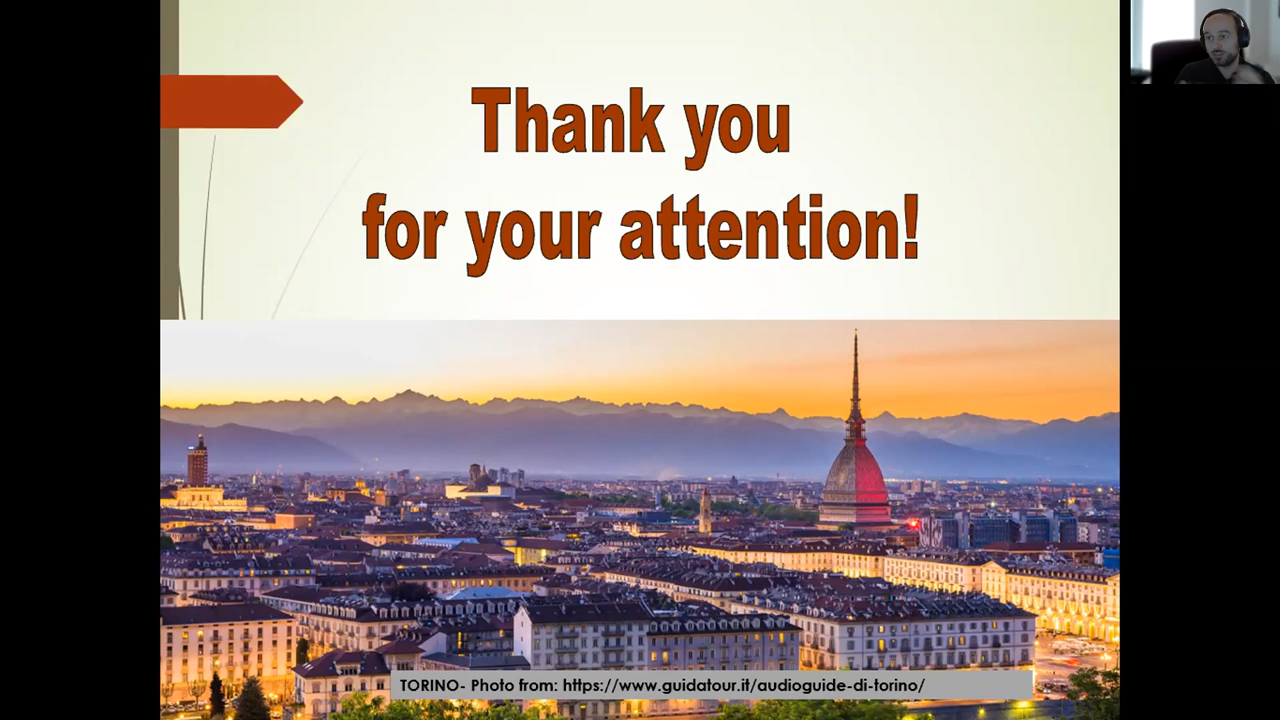 Thank you
for your attention!
TORINO- Photo from: https://www.guidatour.it/audioguide-di-torino/